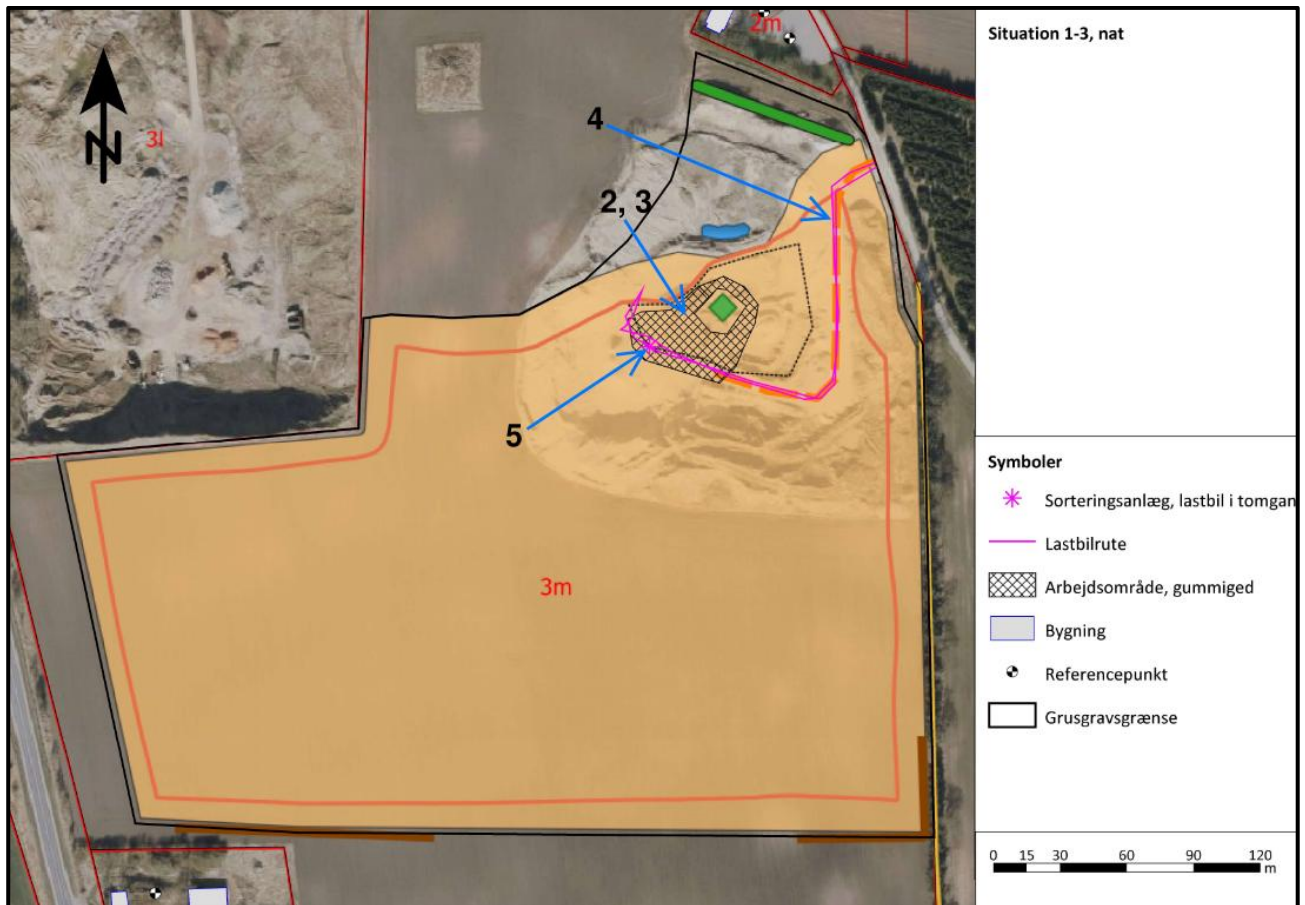 Situation 1-3, nat
2m
3l
4
2, 3
5
3m
N
Symboler
Sorteringsanlæg, lastbil i tomgan
Lastbilrute
Arbejdsområde, gummiged
Bygning
Referencepunkt
Grusgravsgrænse
0 15 30 60 90 120
m